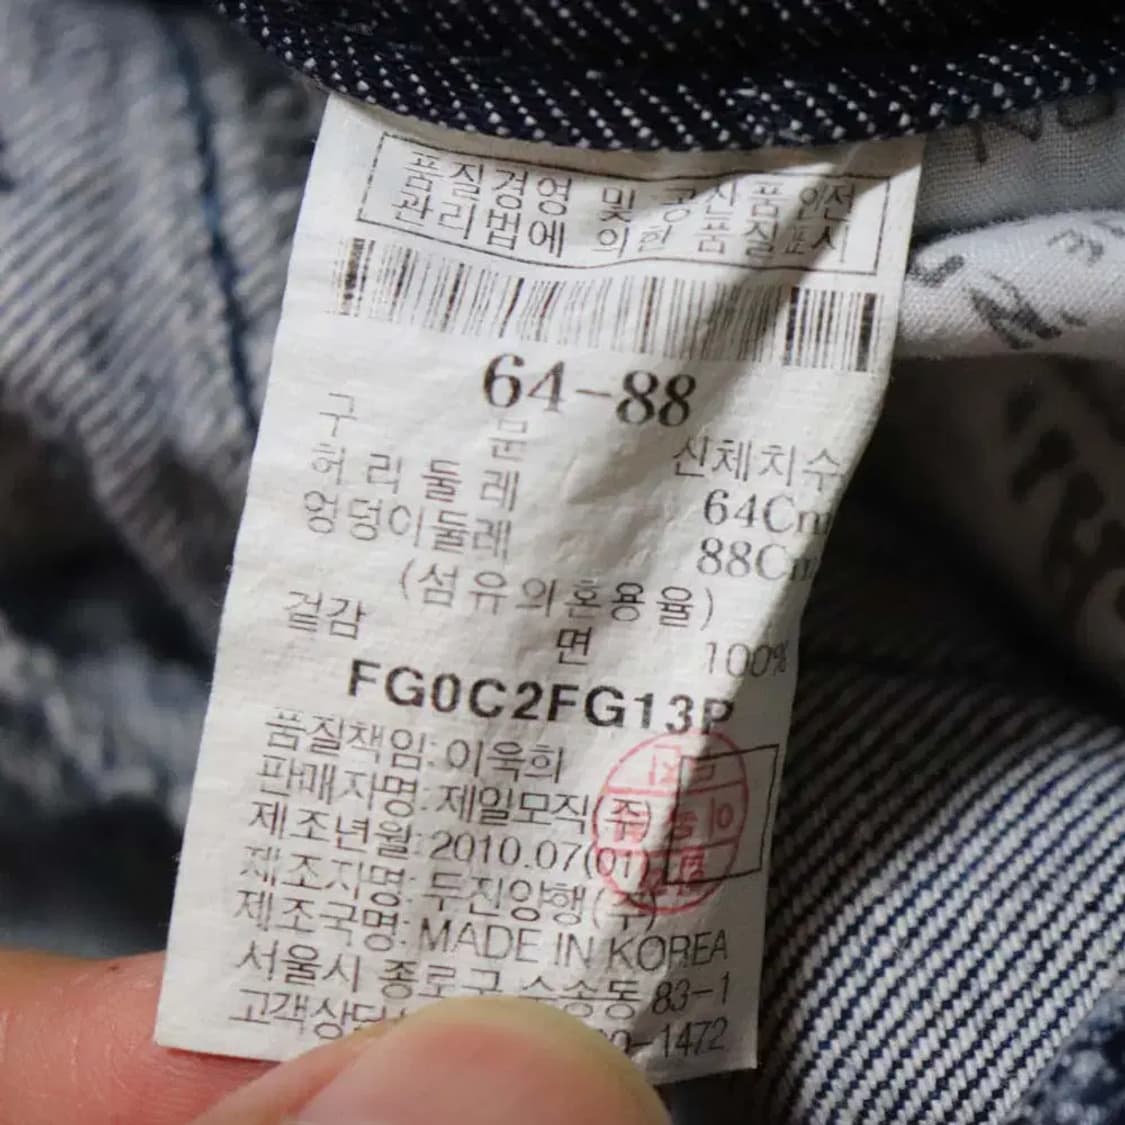 품질경영 및 공산품안전
관리법에 의한 품질표시
64-88
구 분 신체치수
허리둘레 64Cm
엉덩이둘레 88Cm
(섬유의혼용율)
겉감 면 100%
FG0C2FG13P
품질책임: 이욱희
판매자명: 제일모직(주)
제조년월: 2010.07(01)
제조자명: 두진양행(주)
제조국명: MADE IN KOREA
서울시 종로구 수송동 83-1
고객상담 -1472